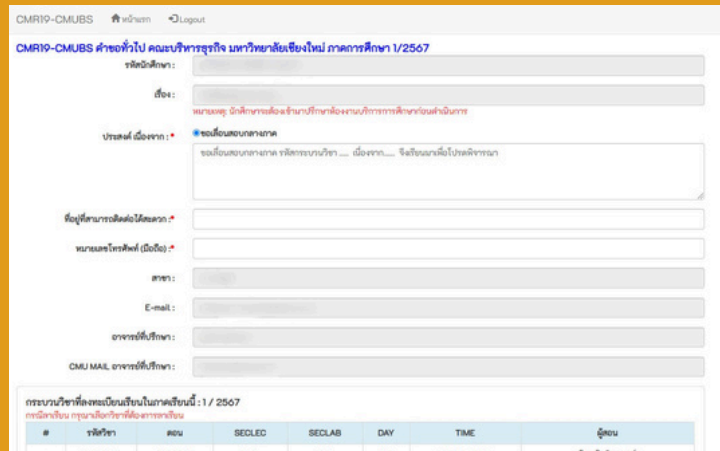 CMR19-CMUBS หน้าแรก Logout
CMR19-CMUBS คำขอทั่วไป คณะบริหารธุรกิจ มหาวิทยาลัยเชียงใหม่ ภาคการศึกษา 1/2567
รหัสนักศึกษา :
เรื่อง :
หมายเหตุ: นักศึกษาจะต้องเข้ามาปรึกษาห้องงานบริการการศึกษาก่อนดำเนินการ
ประสงค์ เนื่องจาก : * ขอเลื่อนสอบกลางภาค
ขอเลื่อนสอบกลางภาค รหัสกระบวนวิชา ..... เนื่องจาก..... จึงเรียนมาเพื่อโปรดพิจารณา
ที่อยู่ที่สามารถติดต่อได้สะดวก :*
หมายเลขโทรศัพท์ (มือถือ) :*
สาขา :
E-mail :
อาจารย์ที่ปรึกษา :
CMU MAIL อาจารย์ที่ปรึกษา :
กระบวนวิชาที่ลงทะเบียนเรียนในภาคเรียนนี้ : 1 / 2567
กรณีลาเรียน กรุณาเลือกวิชาที่ต้องการลาเรียน
# รหัสวิชา ตอน SECLEC SECLAB DAY TIME ผู้สอน